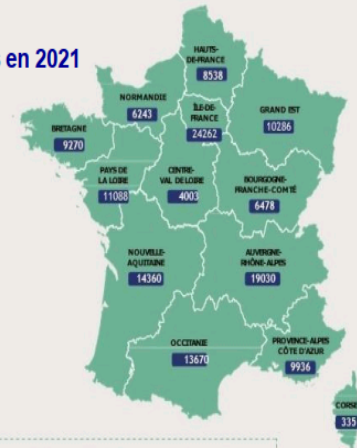 en 2021
HAUTS-
DE-FRANCE
8538
NORMANDIE
6243
ÎLE-DE-
FRANCE
24262
GRAND EST
10286
BRETAGNE
9270
PAYS DE
LA LOIRE
11088
CENTRE-
VAL DE LOIRE
4003
BOURGOGNE-
FRANCHE-COMTÉ
6478
NOUVELLE-
AQUITAINE
14360
AUVERGNE-
RHÔNE-ALPES
19030
OCCITANIE
13670
PROVENCE-ALPES
CÔTE D'AZUR
9936
CORSE
335